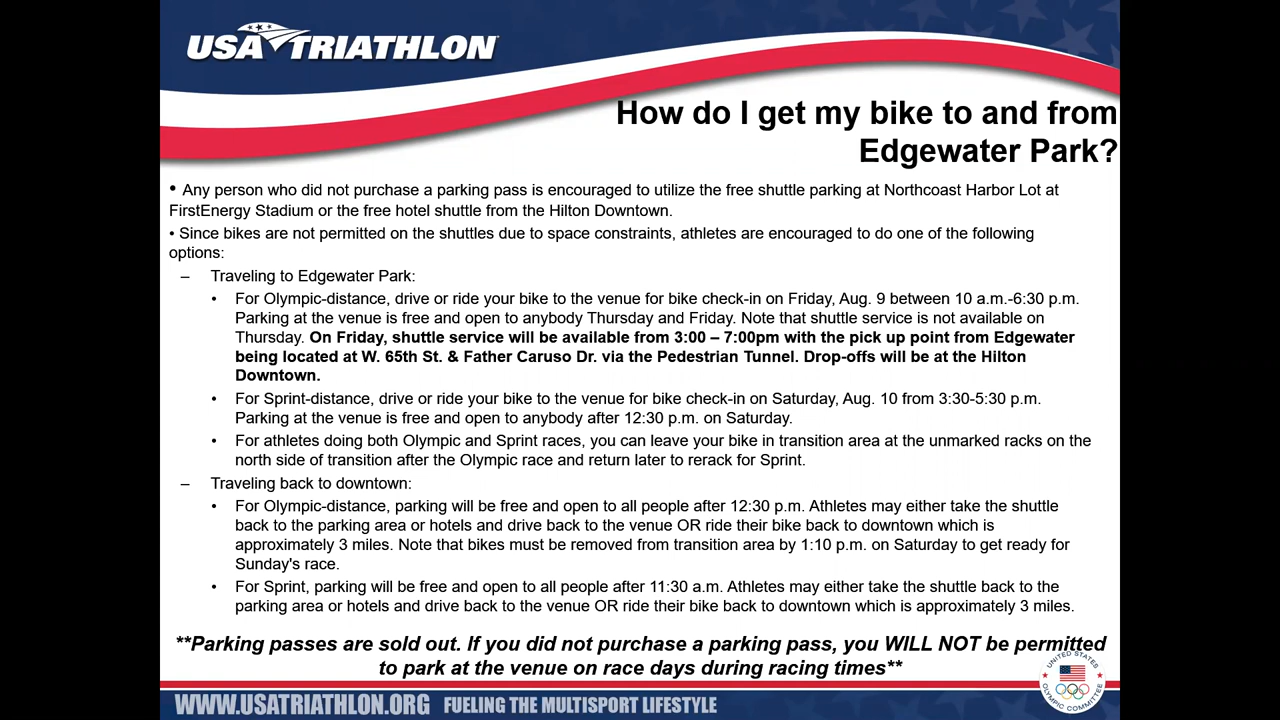 USA TRIATHLON
How do I get my bike to and from
Edgewater Park?
• Any person who did not purchase a parking pass is encouraged to utilize the free shuttle parking at Northcoast Harbor Lot at
FirstEnergy Stadium or the free hotel shuttle from the Hilton Downtown.
• Since bikes are not permitted on the shuttles due to space constraints, athletes are encouraged to do one of the following
options:
– Traveling to Edgewater Park:
• For Olympic-distance, drive or ride your bike to the venue for bike check-in on Friday, Aug. 9 between 10 a.m.-6:30 p.m.
Parking at the venue is free and open to anybody Thursday and Friday. Note that shuttle service is not available on
Thursday. On Friday, shuttle service will be available from 3:00 – 7:00pm with the pick up point from Edgewater
being located at W. 65th St. & Father Caruso Dr. via the Pedestrian Tunnel. Drop-offs will be at the Hilton
Downtown.
• For Sprint-distance, drive or ride your bike to the venue for bike check-in on Saturday, Aug. 10 from 3:30-5:30 p.m.
Parking at the venue is free and open to anybody after 12:30 p.m. on Saturday.
• For athletes doing both Olympic and Sprint races, you can leave your bike in transition area at the unmarked racks on the
north side of transition after the Olympic race and return later to rerack for Sprint.
– Traveling back to downtown:
• For Olympic-distance, parking will be free and open to all people after 12:30 p.m. Athletes may either take the shuttle
back to the parking area or hotels and drive back to the venue OR ride their bike back to downtown which is
approximately 3 miles. Note that bikes must be removed from transition area by 1:10 p.m. on Saturday to get ready for
Sunday's race.
• For Sprint, parking will be free and open to all people after 11:30 a.m. Athletes may either take the shuttle back to the
parking area or hotels and drive back to the venue OR ride their bike back to downtown which is approximately 3 miles.
**Parking passes are sold out. If you did not purchase a parking pass, you WILL NOT be permitted
to park at the venue on race days during racing times**
UNITED STATES
OLYMPIC COMMITTEE
WWW.USATRIATHLON.ORG FUELING THE MULTISPORT LIFESTYLE